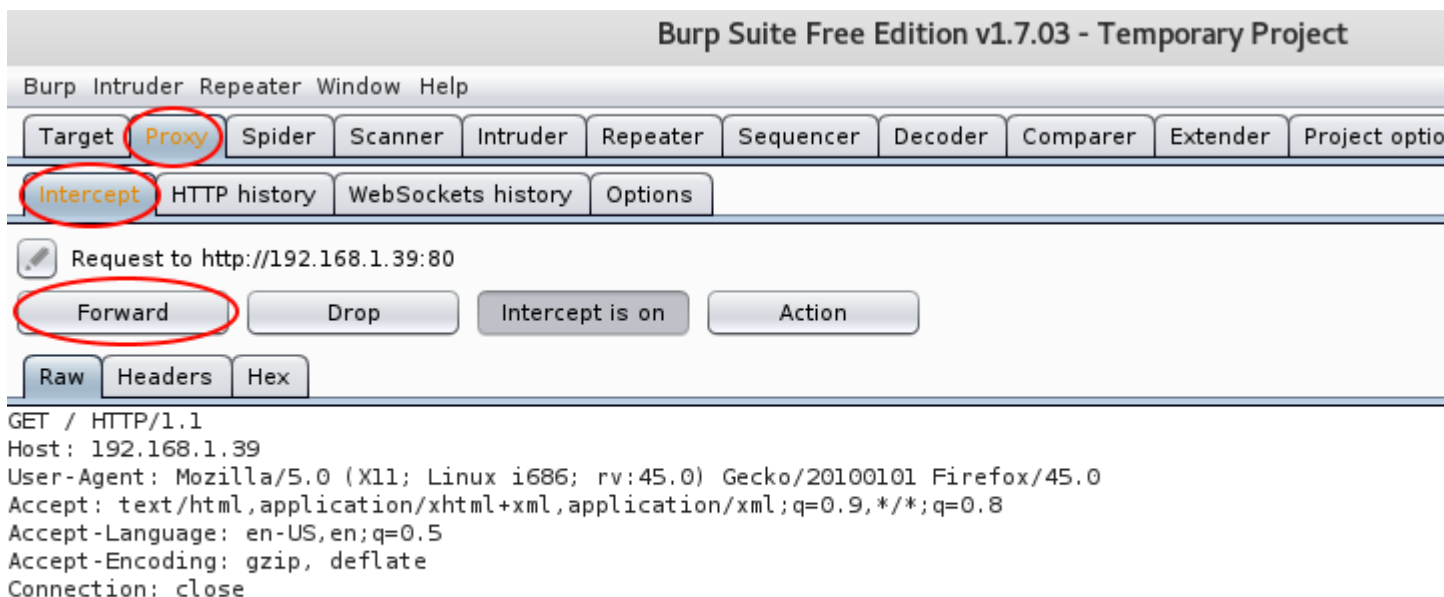 Burp Suite Free Edition v1.7.03 - Temporary Project
Burp Intruder Repeater Window Help
Target Proxy Spider Scanner Intruder Repeater Sequencer Decoder Comparer Extender Project optio
Intercept HTTP history WebSockets history Options
Request to http://192.168.1.39:80
Forward Drop Intercept is on Action
Raw Headers Hex
GET / HTTP/1.1
Host: 192.168.1.39
User-Agent: Mozilla/5.0 (X11; Linux i686; rv:45.0) Gecko/20100101 Firefox/45.0
Accept: text/html,application/xhtml+xml,application/xml;q=0.9,*/*;q=0.8
Accept-Language: en-US,en;q=0.5
Accept-Encoding: gzip, deflate
Connection: close